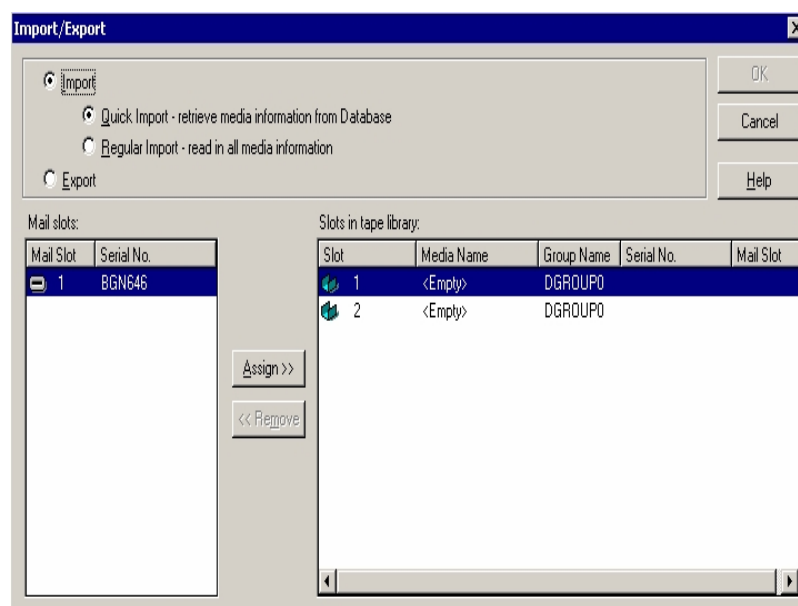 Import/Export
Import
Quick Import - retrieve media information from Database
Regular Import - read in all media information
Export
OK
Cancel
Help
Mail slots:
Mail Slot Serial No.
1 BGN646
Assign >>
<< Remove
Slots in tape library:
Slot Media Name Group Name Serial No. Mail Slot
1 <Empty> DGROUP0
2 <Empty> DGROUP0